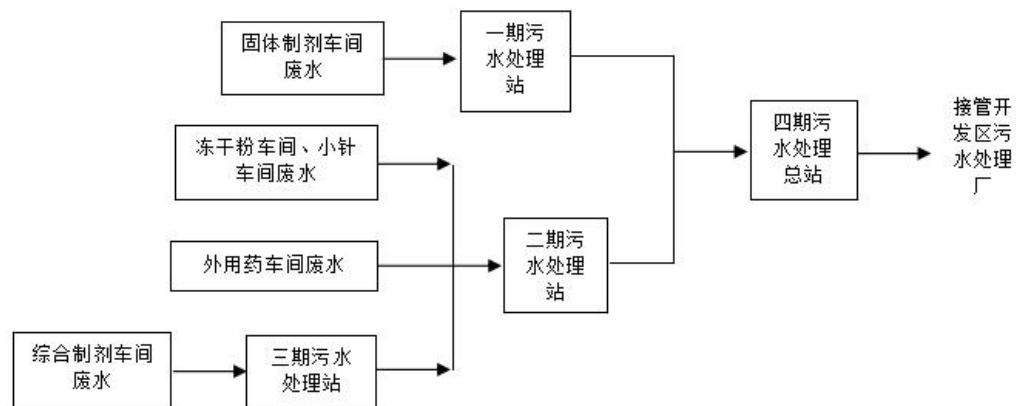 固体制剂车间
废水
一期污
水处理
站
冻干粉车间、小针
车间废水
外用药车间废水
二期污
水处理
站
综合制剂车间
废水
三期污水
处理站
四期污
水处理
总站
接管开
发区污
水处理
厂